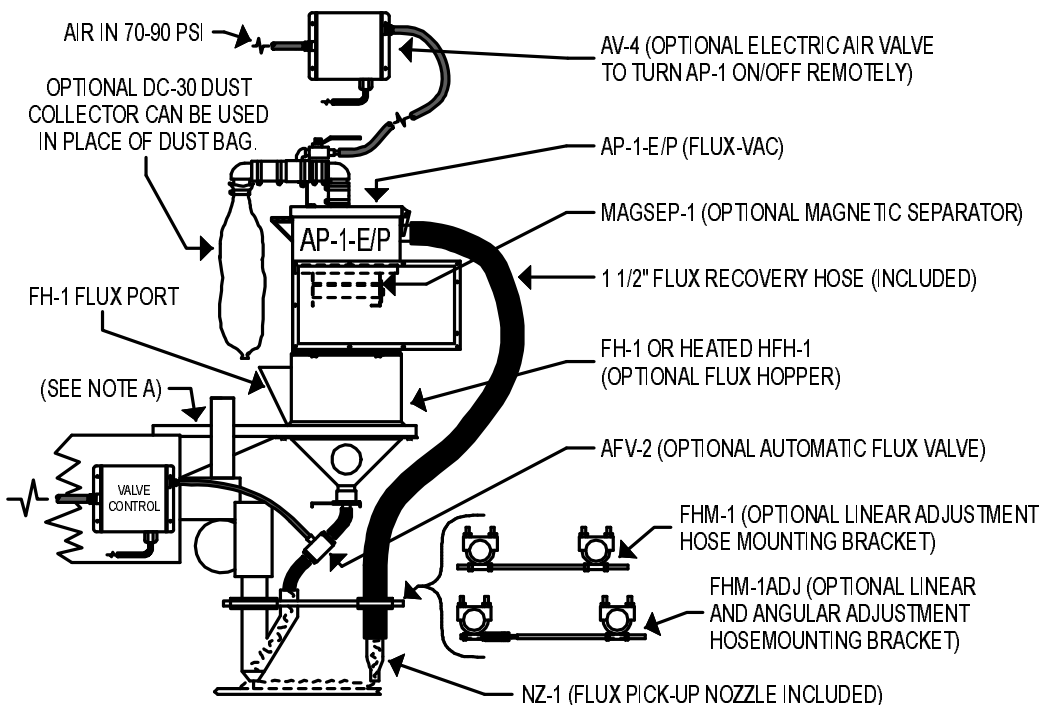 AIR IN 70-90 PSI
AV-4 (OPTIONAL ELECTRIC AIR VALVE
TO TURN AP-1 ON/OFF REMOTELY)
OPTIONAL DC-30 DUST
COLLECTOR CAN BE USED
IN PLACE OF DUST BAG.
AP-1-E/P (FLUX-VAC)
MAGSEP-1 (OPTIONAL MAGNETIC SEPARATOR)
AP-1-E/P
1 1/2" FLUX RECOVERY HOSE (INCLUDED)
FH-1 FLUX PORT
FH-1 OR HEATED HFH-1
(OPTIONAL FLUX HOPPER)
(SEE NOTE A)
AFV-2 (OPTIONAL AUTOMATIC FLUX VALVE)
VALVE
CONTROL
FHM-1 (OPTIONAL LINEAR ADJUSTMENT
HOSE MOUNTING BRACKET)
FHM-1ADJ (OPTIONAL LINEAR
AND ANGULAR ADJUSTMENT
HOSEMOUNTING BRACKET)
NZ-1 (FLUX PICK-UP NOZZLE INCLUDED)